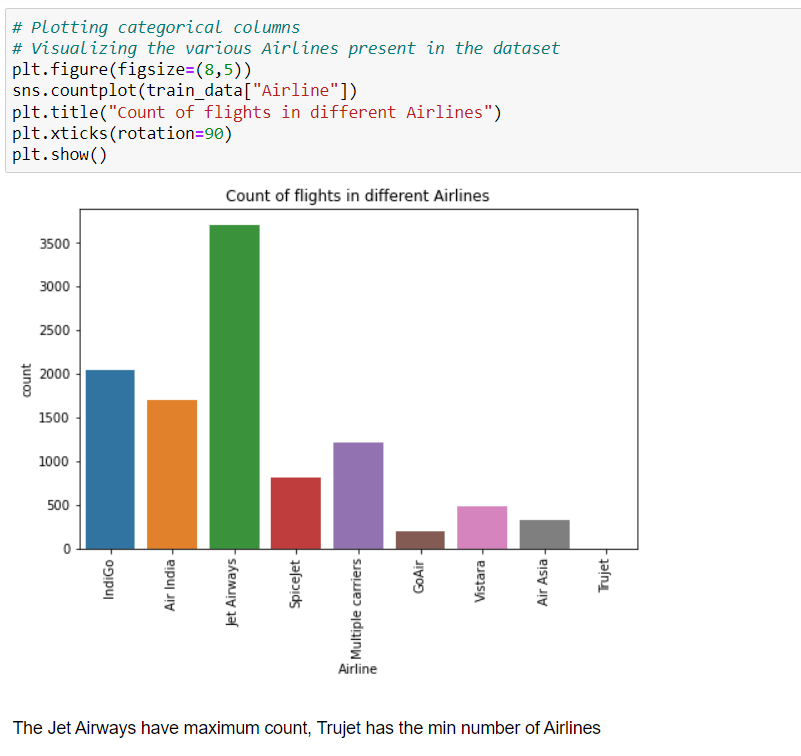 # Plotting categorical columns
# Visualizing the various Airlines present in the dataset
plt.figure(figsize=(8,5))
sns.countplot(train_data["Airline"])
plt.title("Count of flights in different Airlines")
plt.xticks(rotation=90)
plt.show()
Count of flights in different Airlines
3500
3000
2500
2000
1500
1000
500
0
count
IndiGo
Air India
Jet Airways
SpiceJet
Multiple carriers
GoAir
Vistara
Air Asia
Trujet
Airline
The Jet Airways have maximum count, Trujet has the min number of Airlines